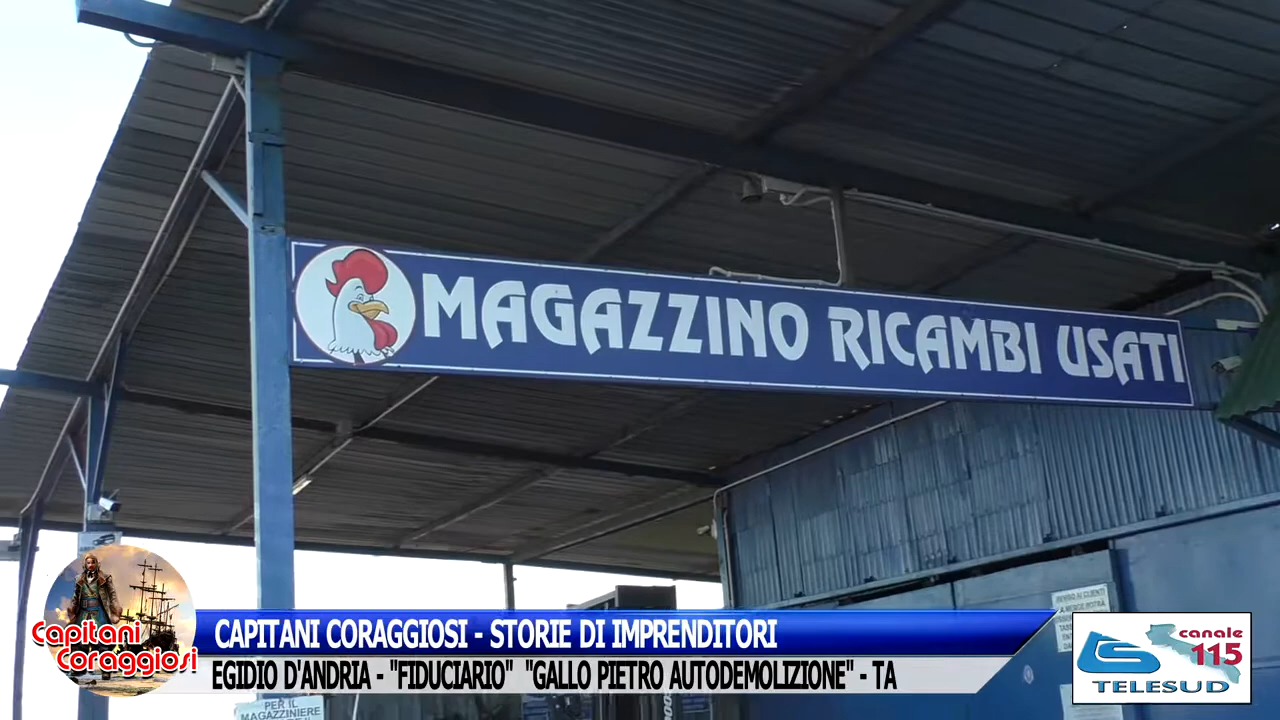 MAGAZZINO RICAMBI USATI
Capitani
Coraggiosi
CAPITANI CORAGGIOSI - STORIE DI IMPRENDITORI
EGIDIO D'ANDRIA - "FIDUCIARIO" "GALLO PIETRO AUTODEMOLIZIONE" - TA
canale
115
TELESUD
PER IL
MAGAZZINIERE